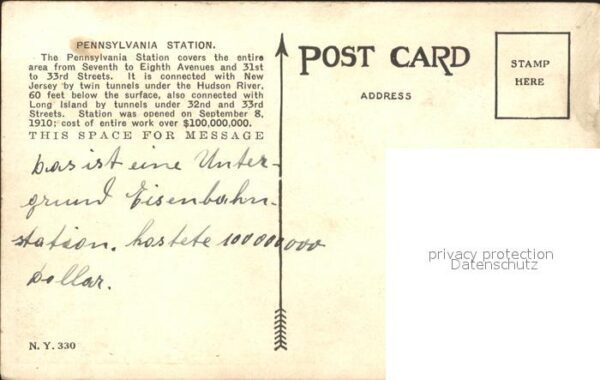 PENNSYLVANIA STATION.
The Pennsylvania Station covers the entire
area from Seventh to Eighth Avenues and 31st
to 33rd Streets. It is connected with New
Jersey by twin tunnels under the Hudson River,
60 feet below the surface, also connected with
Long Island by tunnels under 32nd and 33rd
Streets. Station was opened on September 8,
1910; cost of entire work over $100,000,000.
THIS SPACE FOR MESSAGE
Das ist eine Unter-
grund Eisenbahn-
station. kostete 100000000
Dollar.
N. Y. 330
POST CARD
ADDRESS
STAMP
HERE
privacy protection
Datenschutz